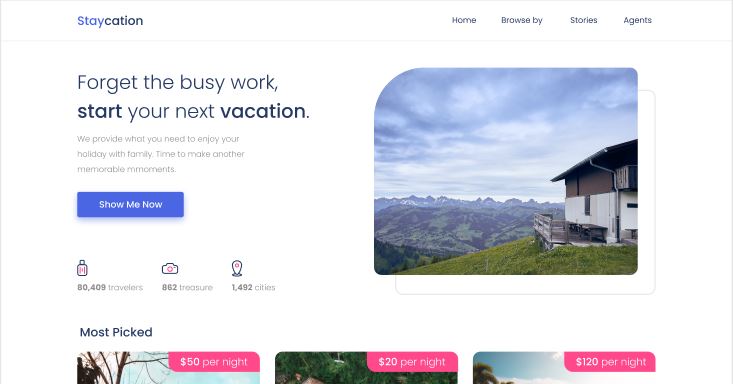 Staycation
Home
Browse by
Stories
Agents
Forget the busy work,
start your next vacation.
We provide what you need to enjoy your
holiday with family. Time to make another
memorable mmoments.
Show Me Now
80,409 travelers
862 treasure
1,492 cities
Most Picked
$50 per night
$20 per night
$120 per night